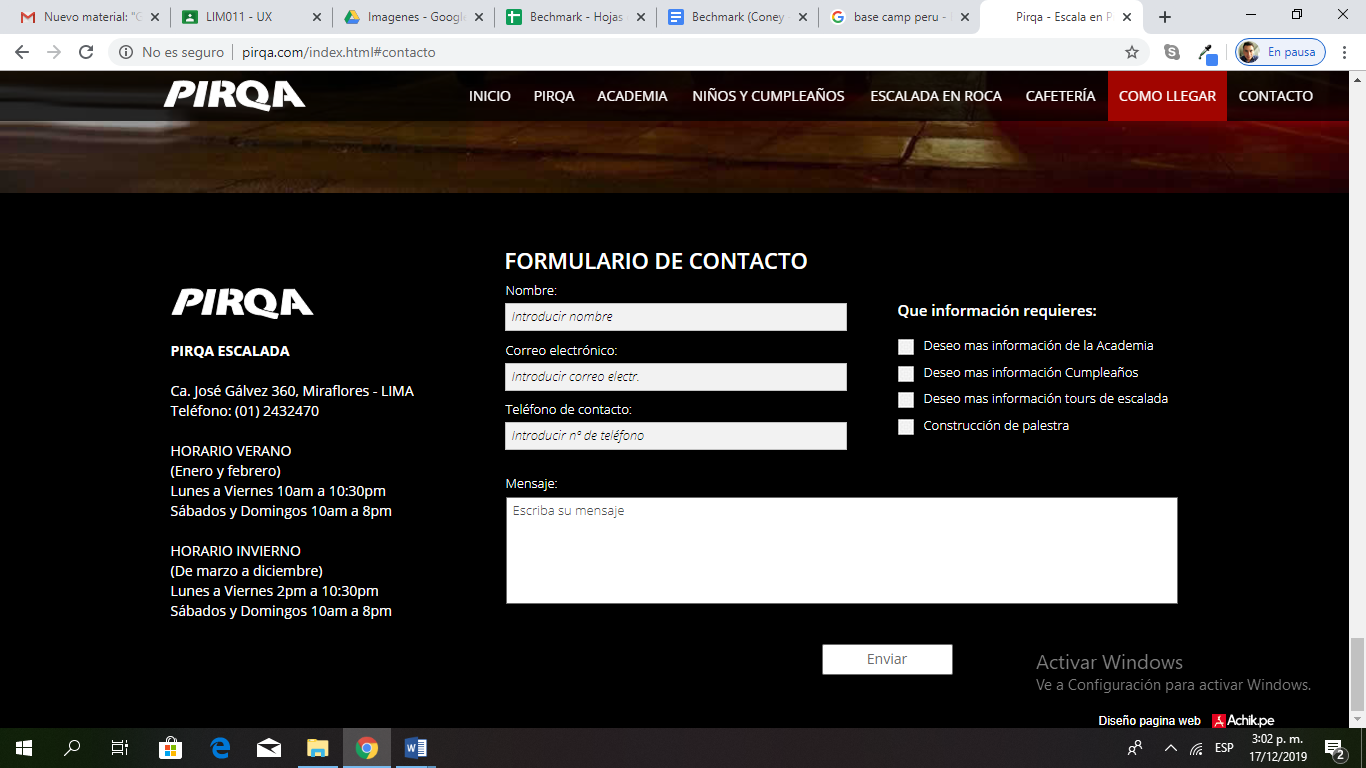 Nuevo material: "G
LIM011 - UX
Imagenes - Google
Bechmark - Hojas
Bechmark (Coney
base camp peru -
Pirqa - Escala en P
No es seguro
pirqa.com/index.html#contacto
En pausa
PIRQA
INICIO
PIRQA
ACADEMIA
NIÑOS Y CUMPLEAÑOS
ESCALADA EN ROCA
CAFETERÍA
COMO LLEGAR
CONTACTO
PIRQA
PIRQA ESCALADA
Ca. José Gálvez 360, Miraflores - LIMA
Teléfono: (01) 2432470
HORARIO VERANO
(Enero y febrero)
Lunes a Viernes 10am a 10:30pm
Sábados y Domingos 10am a 8pm
HORARIO INVIERNO
(De marzo a diciembre)
Lunes a Viernes 2pm a 10:30pm
Sábados y Domingos 10am a 8pm
FORMULARIO DE CONTACTO
Nombre:
Introducir nombre
Correo electrónico:
Introducir correo electr.
Teléfono de contacto:
Introducir nº de teléfono
Que información requieres:
Deseo mas información de la Academia
Deseo mas información Cumpleaños
Deseo mas información tours de escalada
Construcción de palestra
Mensaje:
Escriba su mensaje
Enviar
Activar Windows
Ve a Configuración para activar Windows.
Diseño pagina web
Achik.pe
ESP
3:02 p. m.
17/12/2019
2